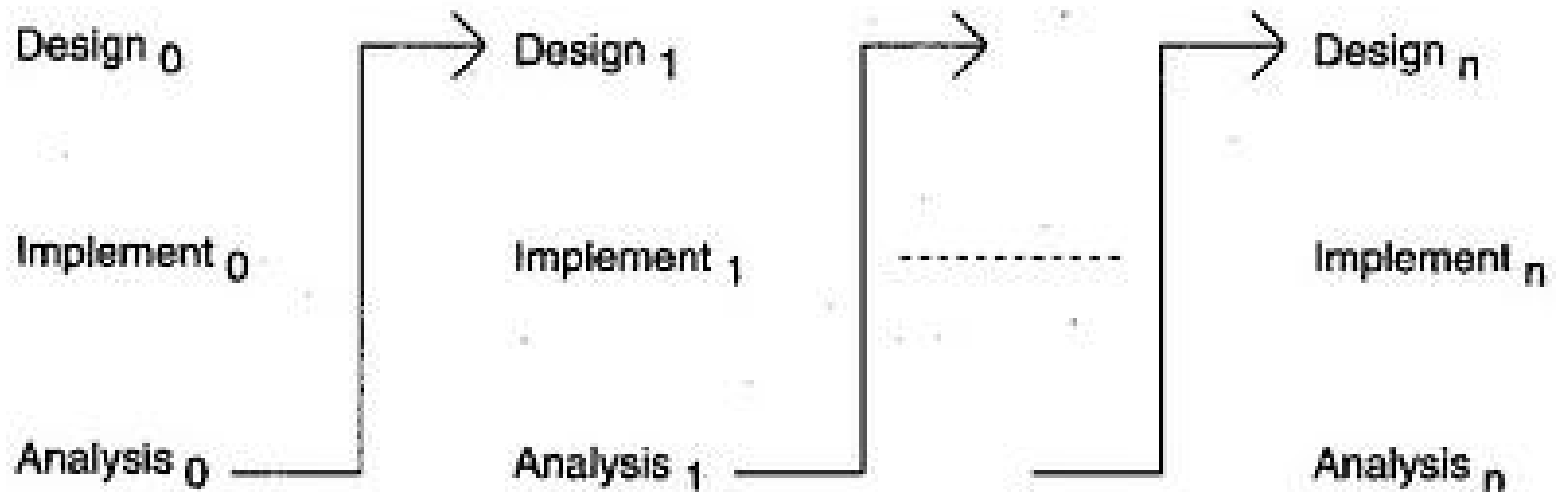 Design 0 Design 1 Design n
Implement 0 Implement 1 Implement n
Analysis 0 Analysis 1 Analysis n